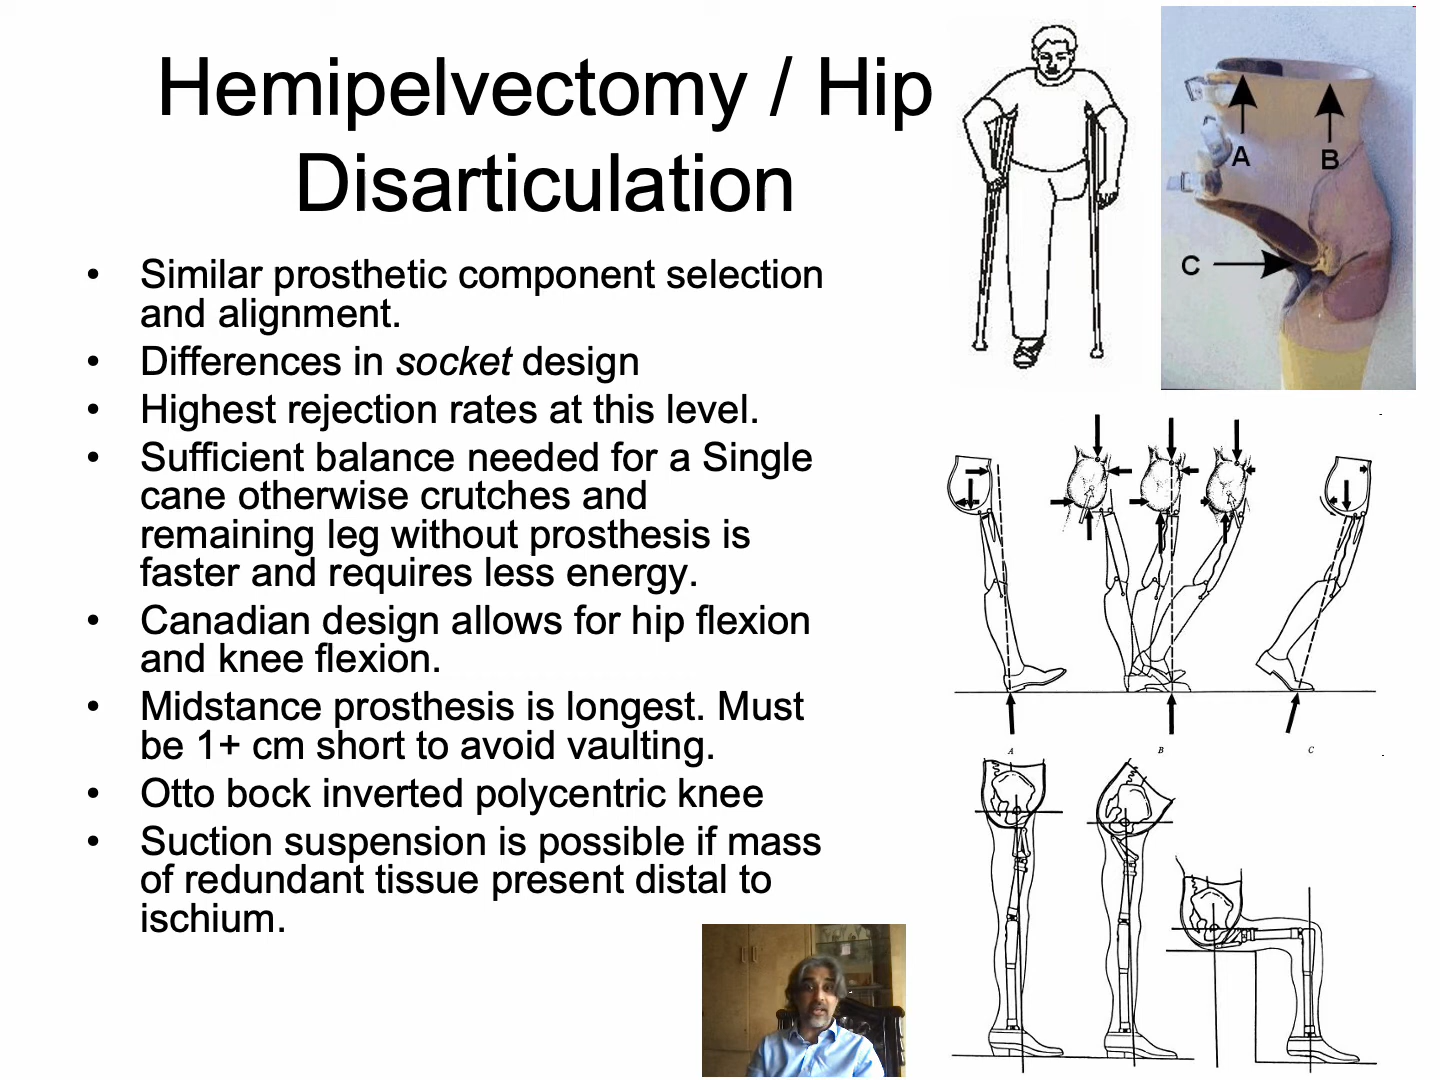 Hemipelvectomy / Hip
Disarticulation
• Similar prosthetic component selection
and alignment.
• Differences in socket design
• Highest rejection rates at this level.
• Sufficient balance needed for a Single
cane otherwise crutches and
remaining leg without prosthesis is
faster and requires less energy.
• Canadian design allows for hip flexion
and knee flexion.
• Midstance prosthesis is longest. Must
be 1+ cm short to avoid vaulting.
• Otto bock inverted polycentric knee
• Suction suspension is possible if mass
of redundant tissue present distal to
ischium.
A B
C
A B C